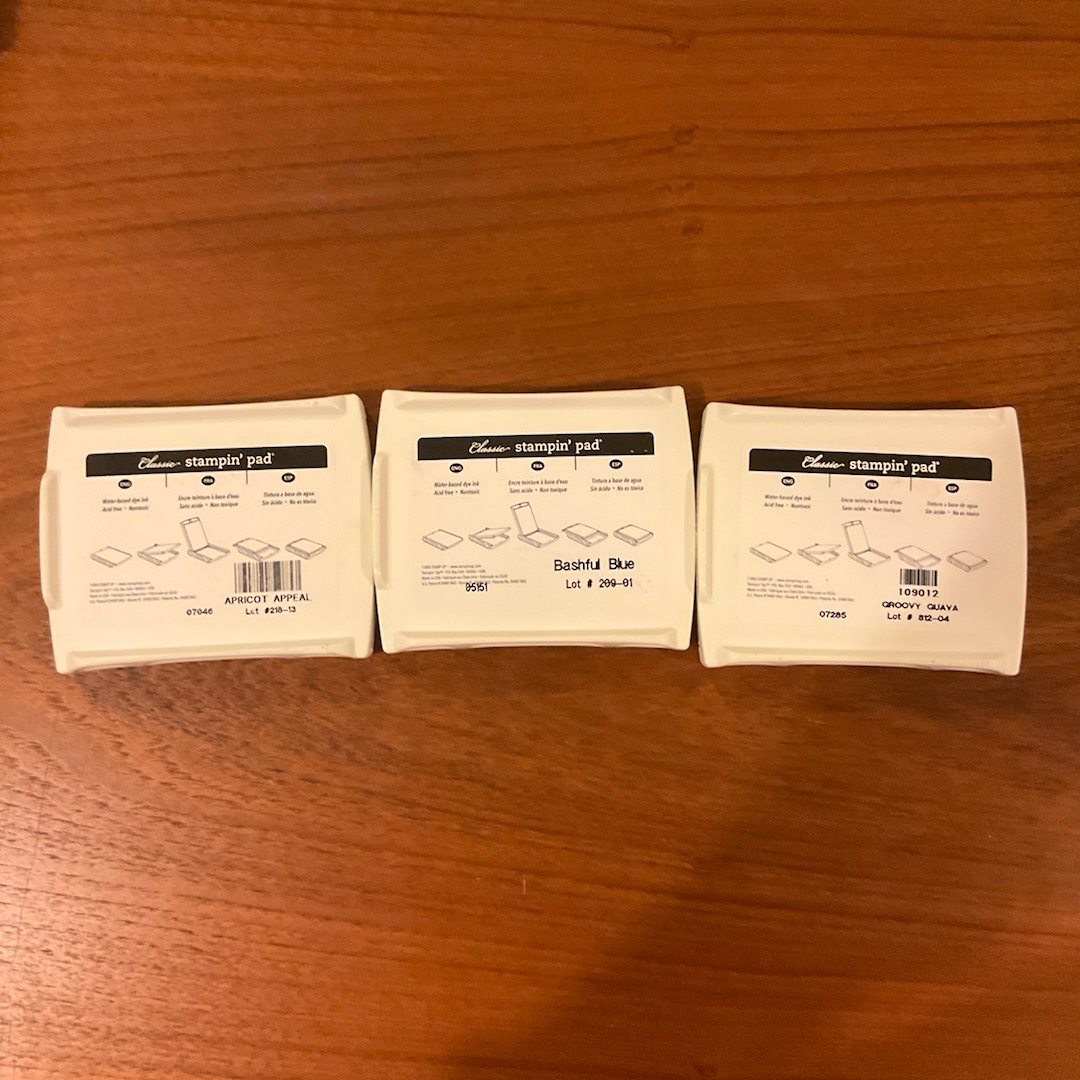 Classic stampin' pad®
ENG FRA ESP
Water-based dye ink Encre teinture à base d'eau Tintura a base de agua
Acid free • Nontoxic Sans acide • Non toxique Sin ácido • No es tóxico
APRICOT APPEAL
07046 Lot #218-13
Classic stampin' pad®
ENG FRA ESP
Water-based dye ink Encre teinture à base d'eau Tintura a base de agua
Acid free • Nontoxic Sans acide • Non toxique Sin ácido • No es tóxico
Bashful Blue
05151 Lot # 209-01
Classic stampin' pad®
ENG FRA ESP
Water-based dye ink Encre teinture à base d'eau Tintura a base de agua
Acid free • Nontoxic Sans acide • Non toxique Sin ácido • No es tóxico
109012
GROOVY GUAVA
07285 Lot # 812-04